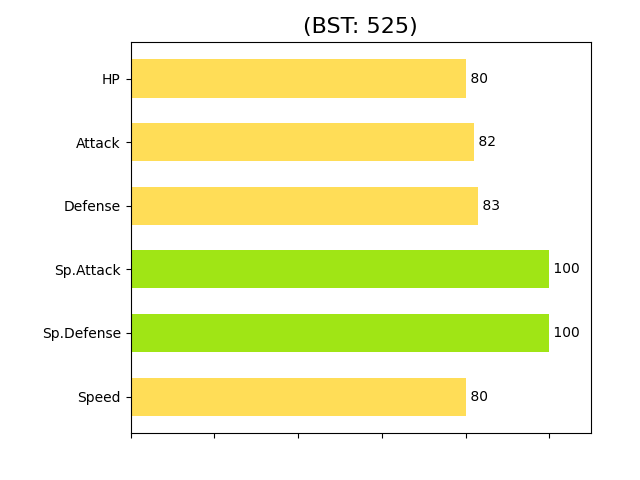 (BST: 525)
HP 80
Attack 82
Defense 83
Sp.Attack 100
Sp.Defense 100
Speed 80